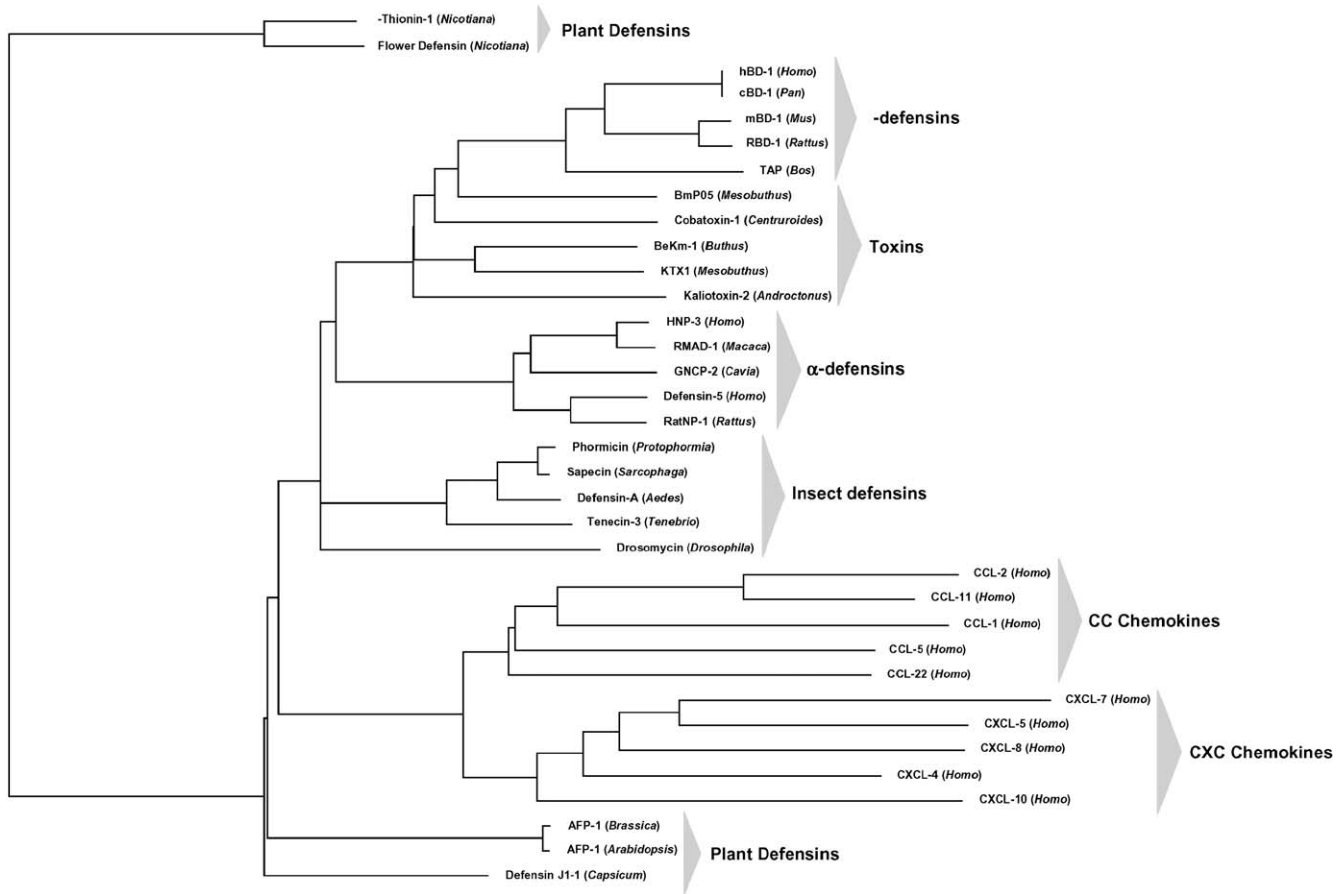 -Thionin-1 (Nicotiana)
Plant Defensins
Flower Defensin (Nicotiana)
hBD-1 (Homo)
cBD-1 (Pan)
mBD-1 (Mus)
-defensins
RBD-1 (Rattus)
TAP (Bos)
BmP05 (Mesobuthus)
Cobatoxin-1 (Centruroides)
BeKm-1 (Buthus)
Toxins
KTX1 (Mesobuthus)
Kaliotoxin-2 (Androctonus)
HNP-3 (Homo)
RMAD-1 (Macaca)
GNCP-2 (Cavia)
α-defensins
Defensin-5 (Homo)
RatNP-1 (Rattus)
Phormicin (Protophormia)
Sapecin (Sarcophaga)
Insect defensins
Defensin-A (Aedes)
Tenecin-3 (Tenebrio)
Drosomycin (Drosophila)
CCL-2 (Homo)
CCL-11 (Homo)
CC Chemokines
CCL-1 (Homo)
CCL-5 (Homo)
CCL-22 (Homo)
CXCL-7 (Homo)
CXCL-5 (Homo)
CXCL-8 (Homo)
CXC Chemokines
CXCL-4 (Homo)
CXCL-10 (Homo)
AFP-1 (Brassica)
AFP-1 (Arabidopsis)
Plant Defensins
Defensin J1-1 (Capsicum)